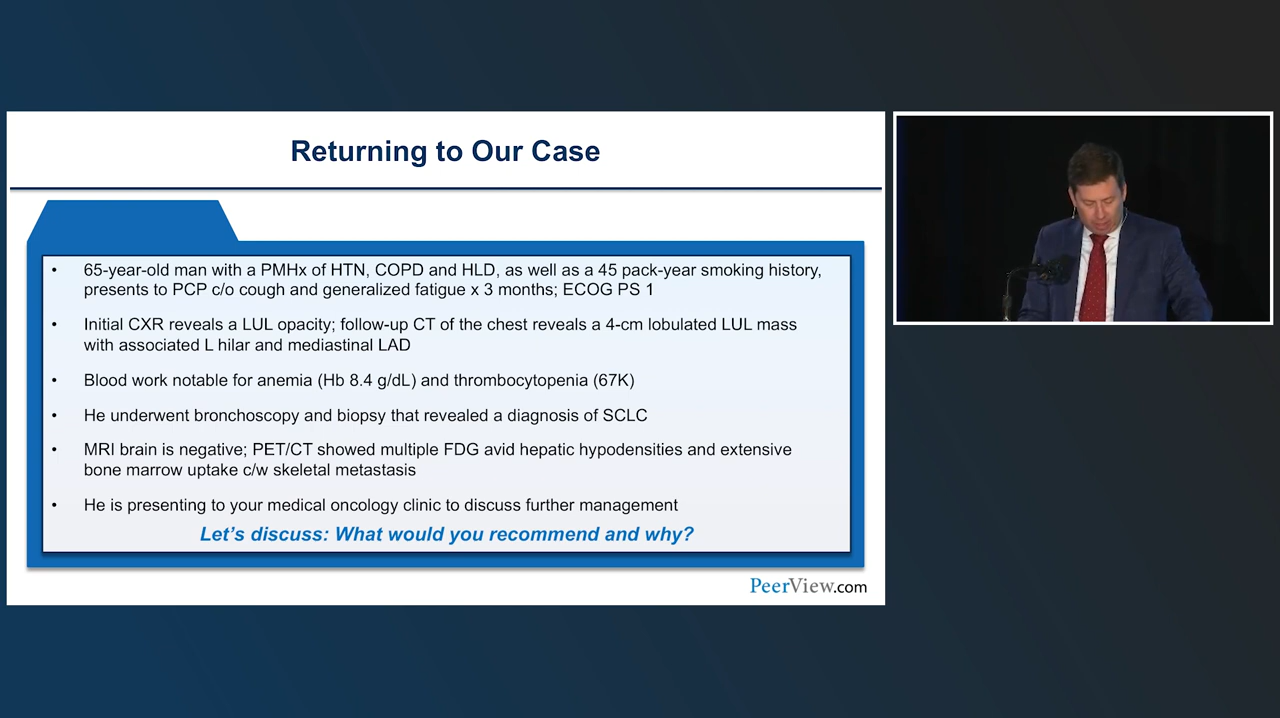 Returning to Our Case
• 65-year-old man with a PMHx of HTN, COPD and HLD, as well as a 45 pack-year smoking history,
presents to PCP c/o cough and generalized fatigue x 3 months; ECOG PS 1
• Initial CXR reveals a LUL opacity; follow-up CT of the chest reveals a 4-cm lobulated LUL mass
with associated L hilar and mediastinal LAD
• Blood work notable for anemia (Hb 8.4 g/dL) and thrombocytopenia (67K)
• He underwent bronchoscopy and biopsy that revealed a diagnosis of SCLC
• MRI brain is negative; PET/CT showed multiple FDG avid hepatic hypodensities and extensive
bone marrow uptake c/w skeletal metastasis
• He is presenting to your medical oncology clinic to discuss further management
Let’s discuss: What would you recommend and why?
PeerView.com